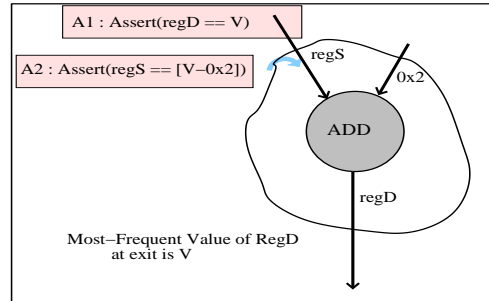 A1 : Assert(regD == V)
A2 : Assert(regS == [V−0x2])
regS
0x2
ADD
regD
Most−Frequent Value of RegD
at exit is V